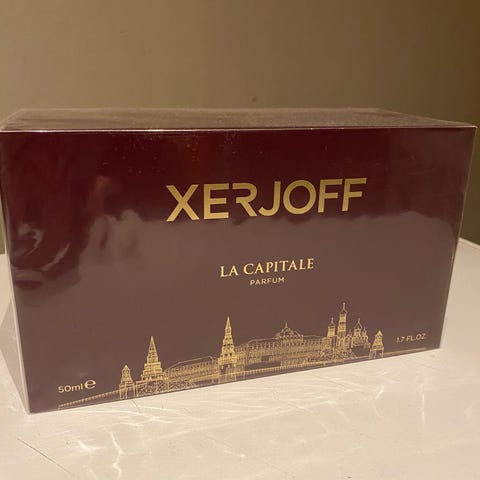 XERJOFF
LA CAPITALE
PARFUM
50ml℮
1.7 FL.OZ